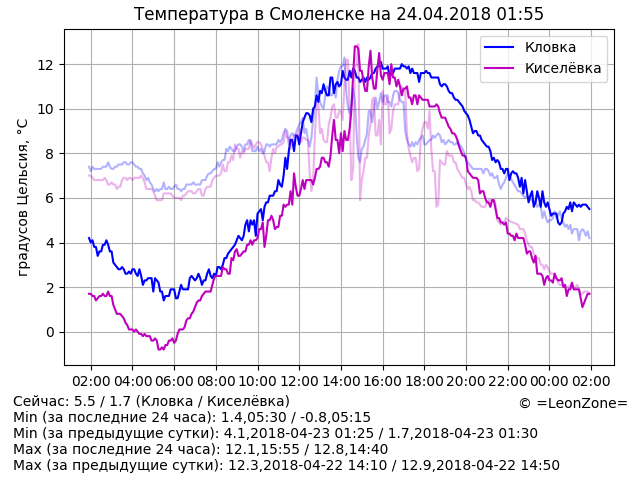 Температура в Смоленске на 24.04.2018 01:55
градусов Цельсия, °C
12
10
8
6
4
2
0
Кловка
Киселёвка
02:00 04:00 06:00 08:00 10:00 12:00 14:00 16:00 18:00 20:00 22:00 00:00 02:00
Сейчас: 5.5 / 1.7 (Кловка / Киселёвка)
© =LeonZone=
Min (за последние 24 часа): 1.4,05:30 / -0.8,05:15
Min (за предыдущие сутки): 4.1,2018-04-23 01:25 / 1.7,2018-04-23 01:30
Max (за последние 24 часа): 12.1,15:55 / 12.8,14:40
Max (за предыдущие сутки): 12.3,2018-04-22 14:10 / 12.9,2018-04-22 14:50